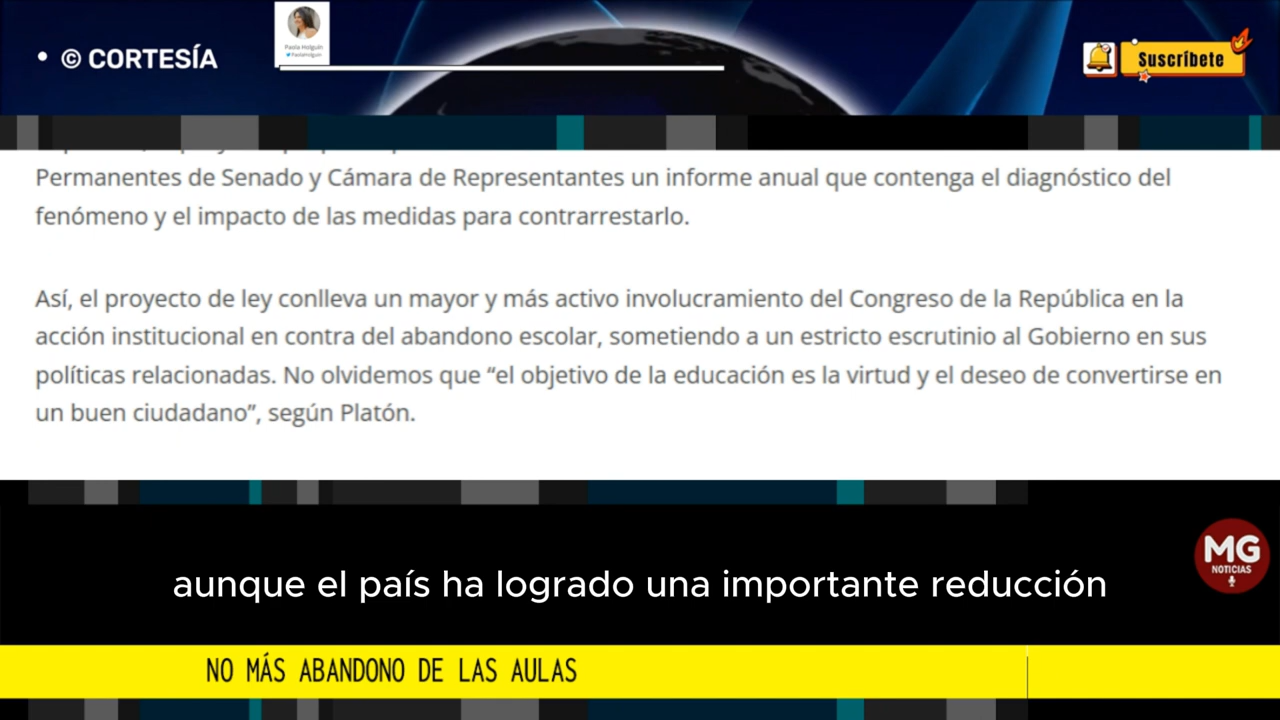 • © CORTESÍA
Paola Holguín
@PaolaHolguin
Suscríbete
Permanentes de Senado y Cámara de Representantes un informe anual que contenga el diagnóstico del
fenómeno y el impacto de las medidas para contrarrestarlo.
Así, el proyecto de ley conlleva un mayor y más activo involucramiento del Congreso de la República en la
acción institucional en contra del abandono escolar, sometiendo a un estricto escrutinio al Gobierno en sus
políticas relacionadas. No olvidemos que “el objetivo de la educación es la virtud y el deseo de convertirse en
un buen ciudadano”, según Platón.
MG
NOTICIAS
aunque el país ha logrado una importante reducción
NO MÁS ABANDONO DE LAS AULAS